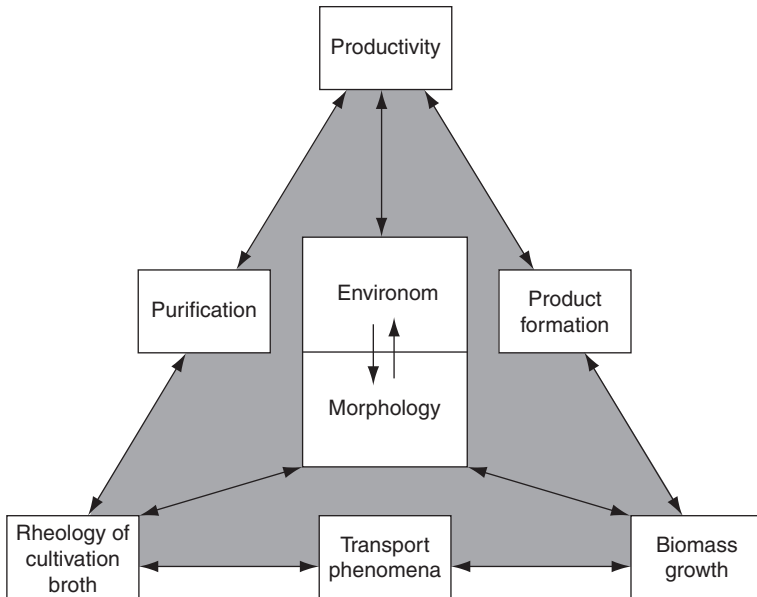 Productivity
Purification
Environom
Product
formation
Morphology
Rheology of
cultivation
broth
Transport
phenomena
Biomass
growth